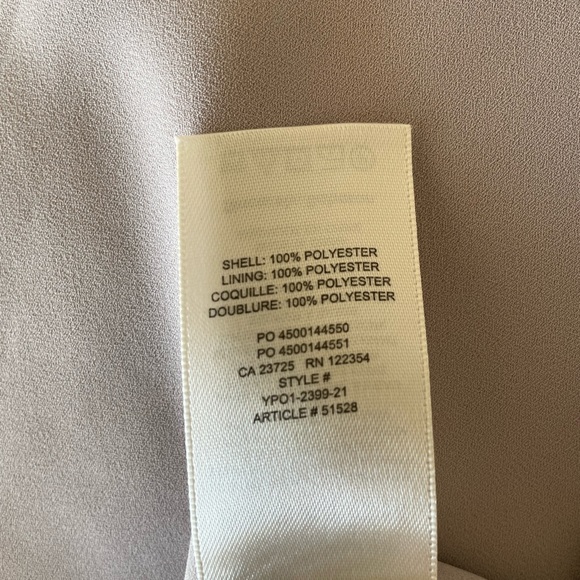 SHELL: 100% POLYESTER
LINING: 100% POLYESTER
COQUILLE: 100% POLYESTER
DOUBLURE: 100% POLYESTER
PO 4500144550
PO 4500144551
CA 23725 RN 122354
STYLE #
YPO1-2399-21
ARTICLE # 51528